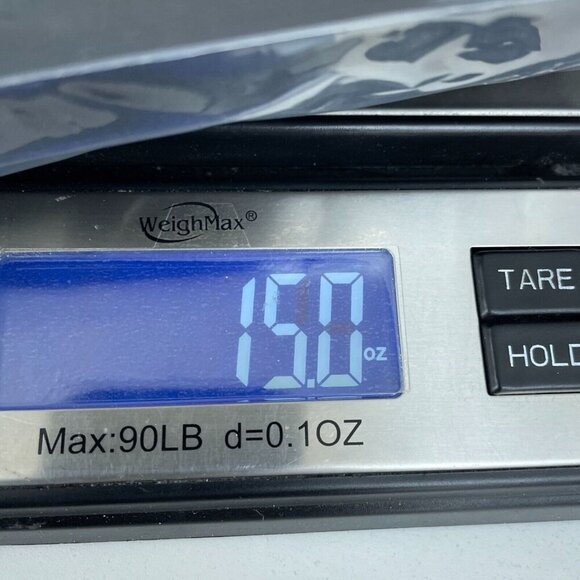 WeighMax®
15.0 oz
TARE
HOLD
Max:90LB d=0.1OZ